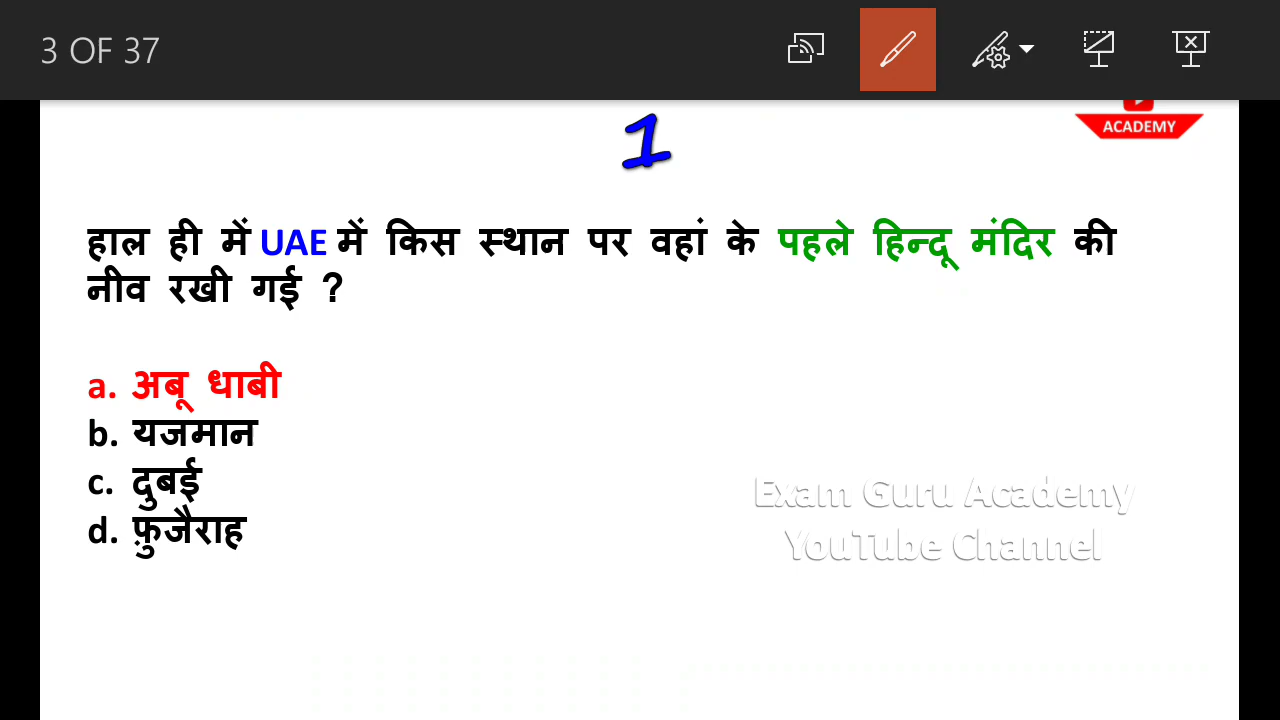 3 OF 37
ACADEMY
1
हाल ही में UAE में किस स्थान पर वहां के पहले हिन्दू मंदिर की
नीव रखी गई ?
a. अबू धाबी
b. यजमान
c. दुबई
d. फ़ुजैराह
Exam Guru Academy
YouTube Channel